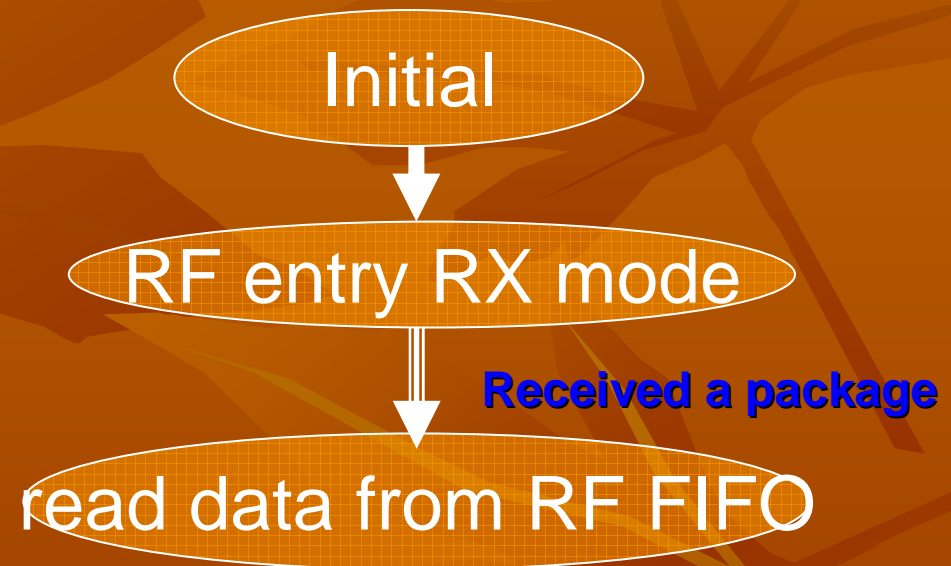 Initial
RF entry RX mode
Received a package
read data from RF FIFO